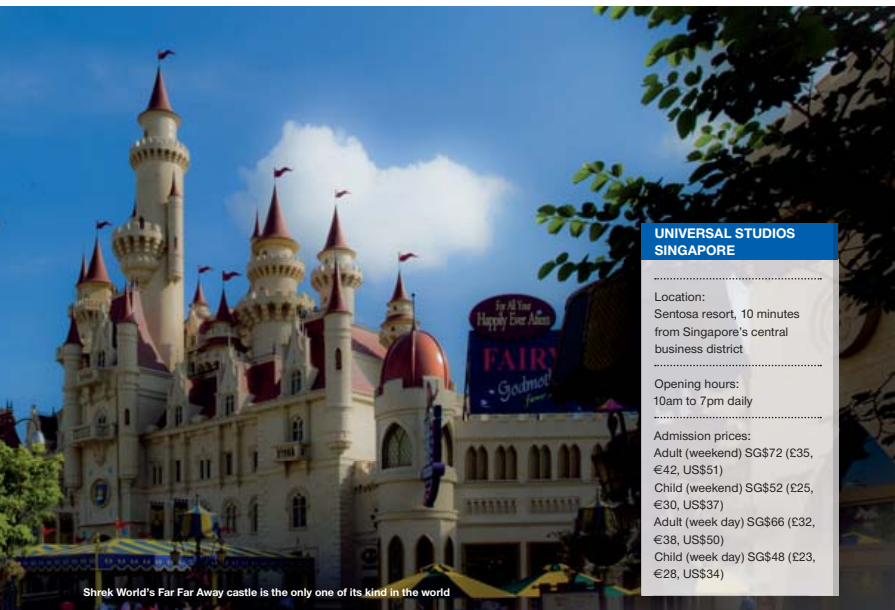 For All Your
Happily Ever Afters
FAIRY
Godmot
UNIVERSAL STUDIOS
SINGAPORE
Location:
Sentosa resort, 10 minutes
from Singapore's central
business district
Opening hours:
10am to 7pm daily
Admission prices:
Adult (weekend) SG$72 (£35,
€42, US$51)
Child (weekend) SG$52 (£25,
€30, US$37)
Adult (week day) SG$66 (£32,
€38, US$50)
Child (week day) SG$48 (£23,
€28, US$34)
Shrek World's Far Far Away castle is the only one of its kind in the world